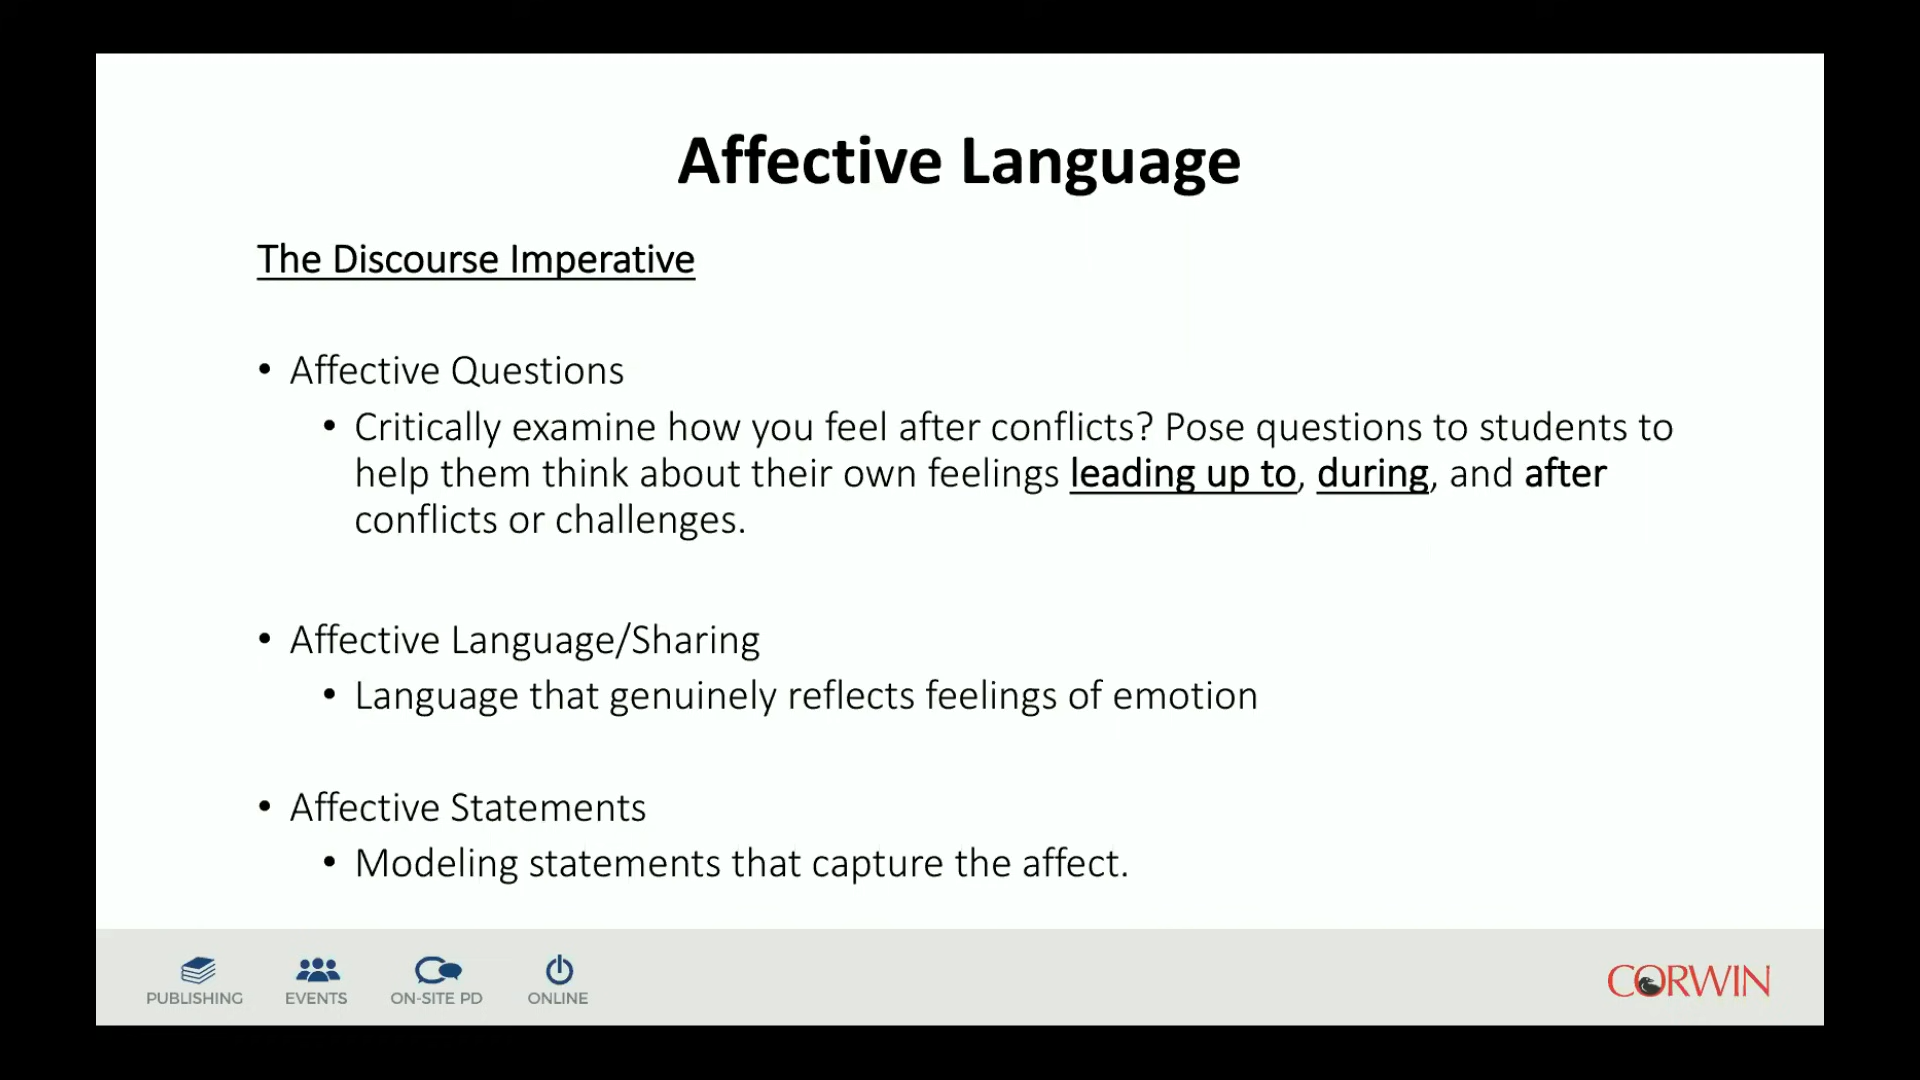 Affective Language
The Discourse Imperative
• Affective Questions
• Critically examine how you feel after conflicts? Pose questions to students to
help them think about their own feelings leading up to, during, and after
conflicts or challenges.
• Affective Language/Sharing
• Language that genuinely reflects feelings of emotion
• Affective Statements
• Modeling statements that capture the affect.
PUBLISHING EVENTS ON-SITE PD ONLINE
CORWIN